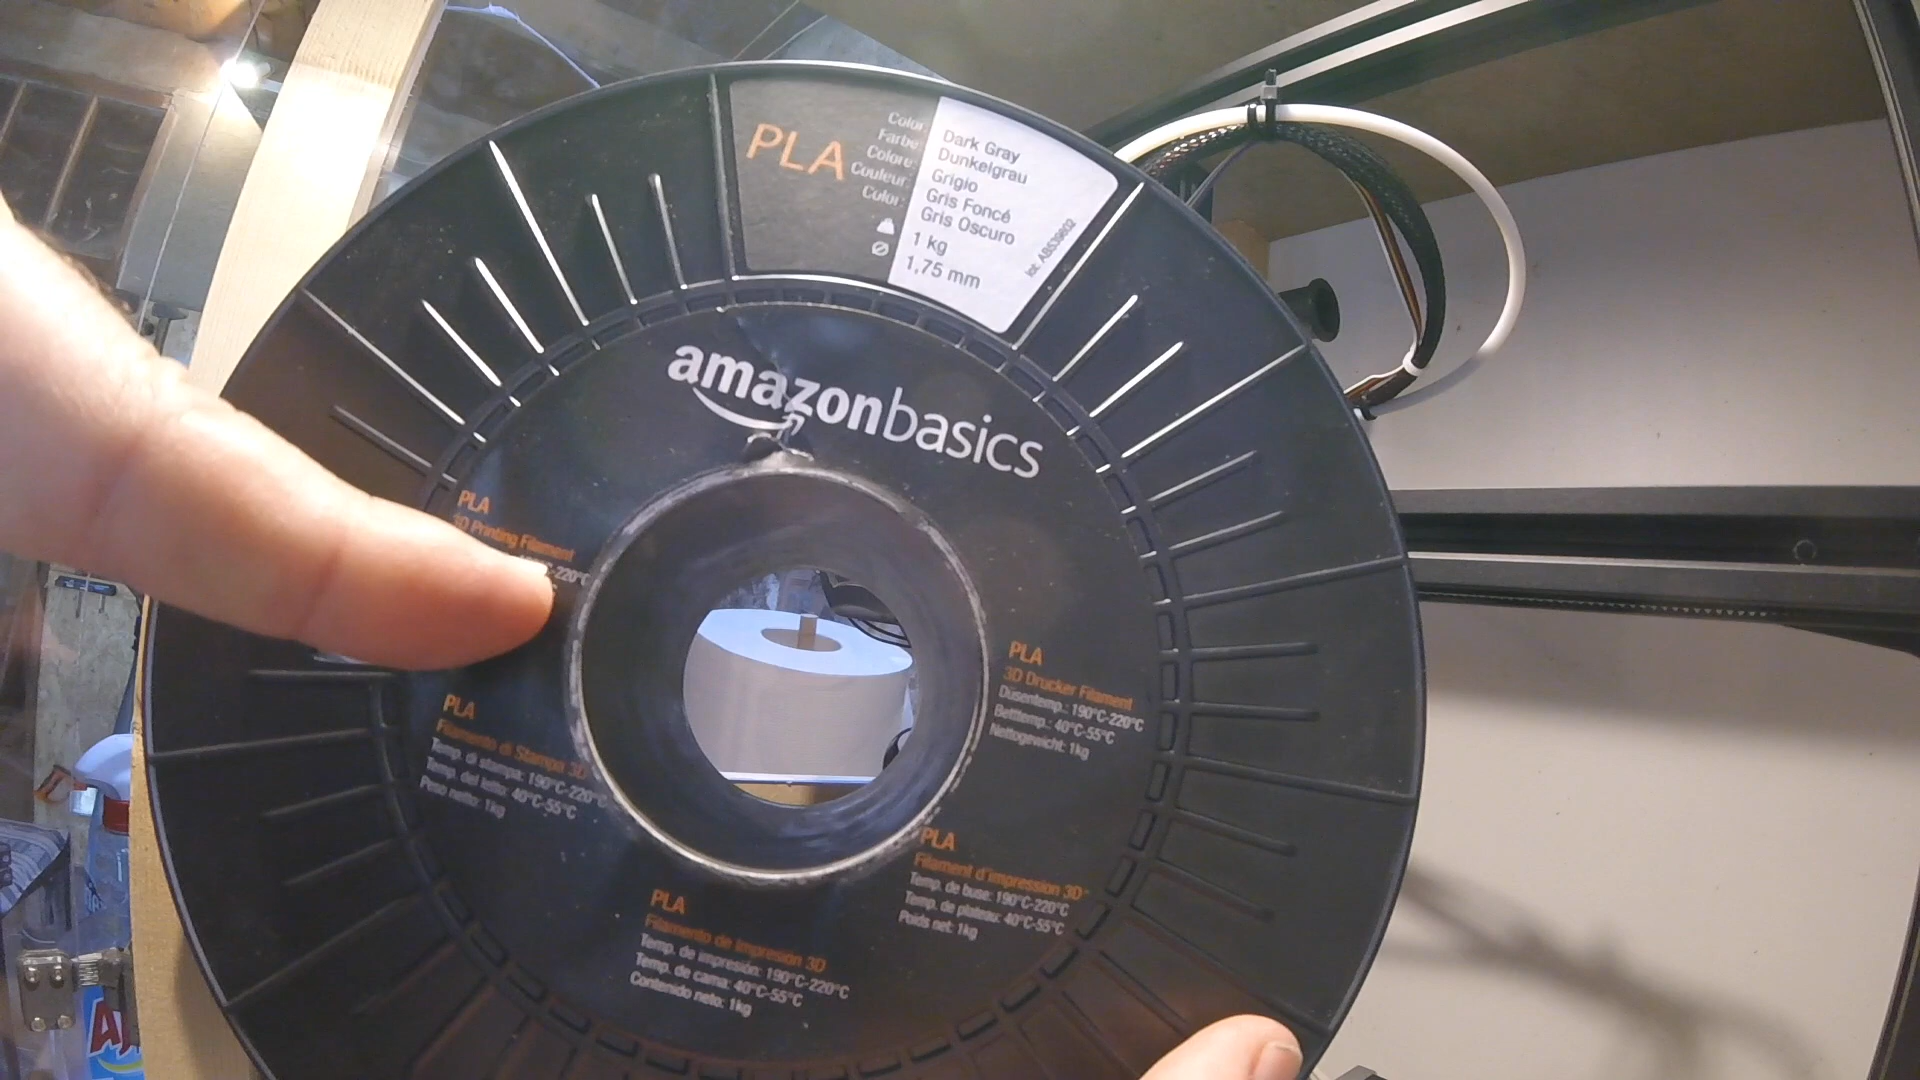 PLA
Color: Dark Gray
Farbe: Dunkelgrau
Colore: Grigio
Couleur: Gris Foncé
Color: Gris Oscuro
1 kg
1,75 mm
lot: AB539802
amazonbasics
PLA
3D Printing Filament
-220°C
PLA
Filamento di Stampa 3D
Temp. di stampa: 190°C-220°C
Temp. del letto: 40°C-55°C
Peso netto: 1kg
PLA
Filamento de Impresión 3D
Temp. de impresión: 190°C-220°C
Temp. de cama: 40°C-55°C
Contenido neto: 1kg
PLA
Filament d'impression 3D
Temp. de buse: 190°C-220°C
Temp. de plateau: 40°C-55°C
Poids net: 1kg
PLA
3D Drucker Filament
Düsentemp.: 190°C-220°C
Betttemp.: 40°C-55°C
Nettogewicht: 1kg